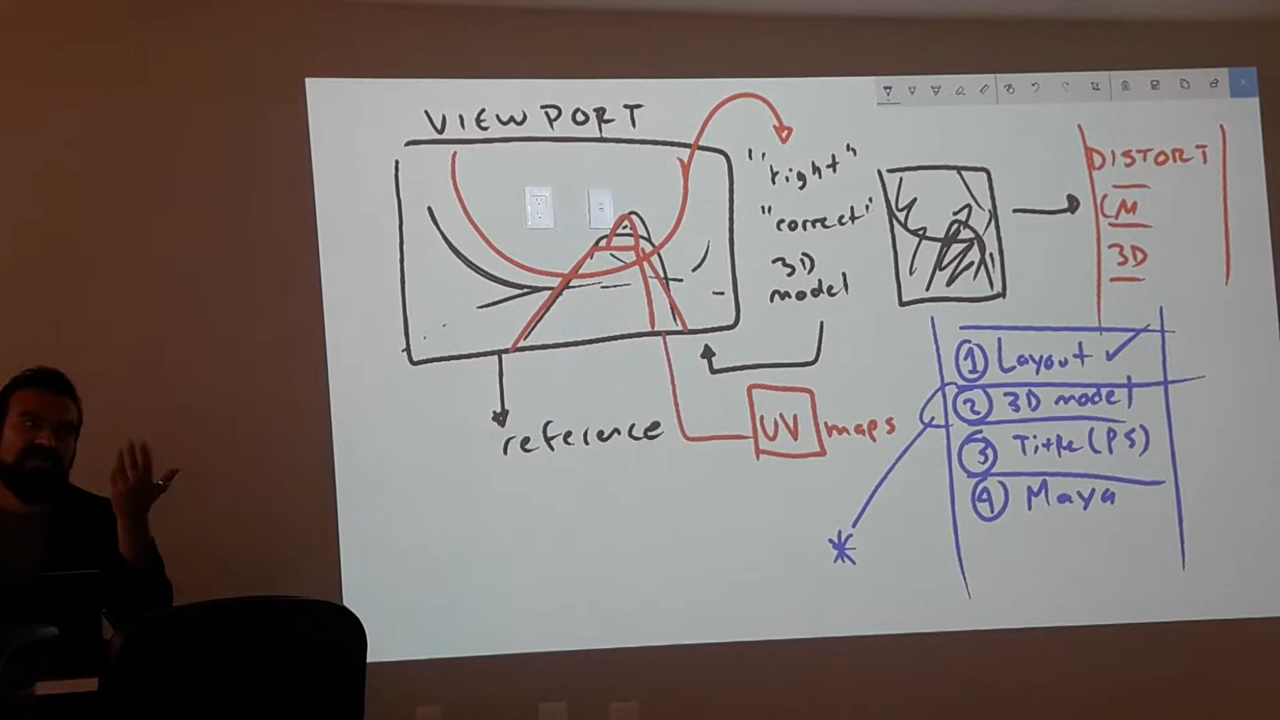 VIEWPORT
"right"
"correct"
3D
model
reference
UV maps
DISTORT
CM
3D
① Layout ✓
② 3D model
③ Title (PS)
④ Maya